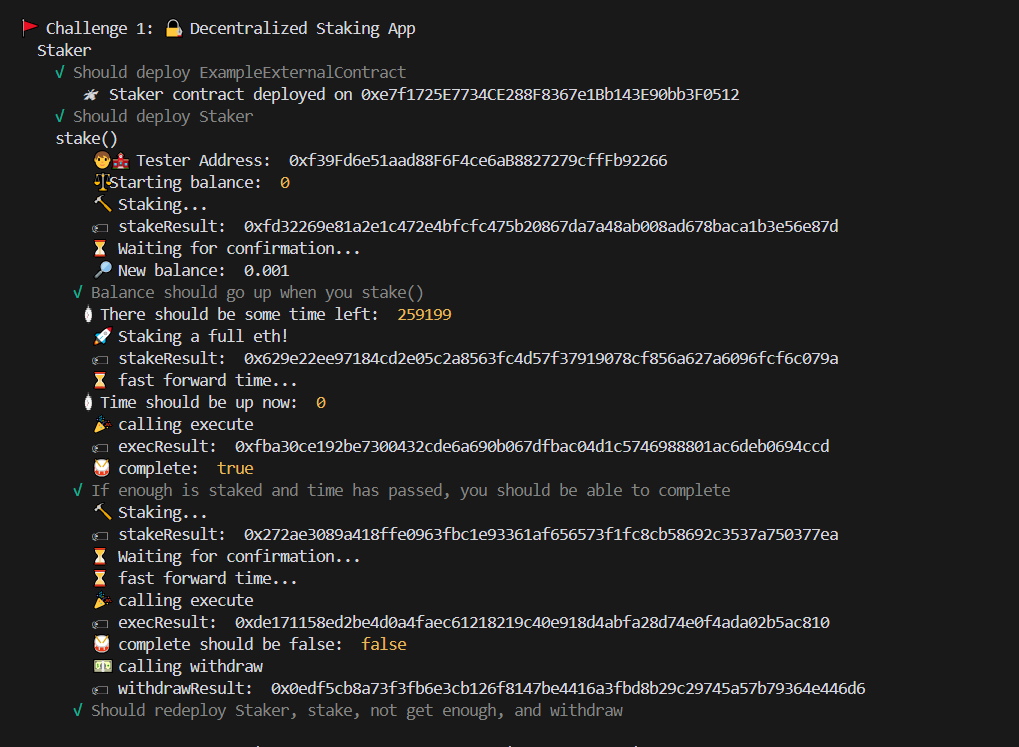 🚩 Challenge 1: 🔒 Decentralized Staking App
Staker
√ Should deploy ExampleExternalContract
🛰 Staker contract deployed on 0xe7f1725E7734CE288F8367e1Bb143E90bb3F0512
√ Should deploy Staker
stake()
🧑‍🏫 Tester Address: 0xf39Fd6e51aad88F6F4ce6aB8827279cffFb92266
⚖️Starting balance: 0
🔨 Staking...
🏷 stakeResult: 0xfd32269e81a2e1c472e4bfcfc475b20867da7a48ab008ad678baca1b3e56e87d
⏳ Waiting for confirmation...
🔎 New balance: 0.001
√ Balance should go up when you stake()
⌚ There should be some time left: 259199
🚀 Staking a full eth!
🏷 stakeResult: 0x629e22ee97184cd2e05c2a8563fc4d57f37919078cf856a627a6096fcf6c079a
⏳ fast forward time...
⌚ Time should be up now: 0
🎉 calling execute
🏷 execResult: 0xfba30ce192be7300432cde6a690b067dfbac04d1c5746988801ac6deb0694ccd
🥁 complete: true
√ If enough is staked and time has passed, you should be able to complete
🔨 Staking...
🏷 stakeResult: 0x272ae3089a418ffe0963fbc1e93361af656573f1fc8cb58692c3537a750377ea
⏳ Waiting for confirmation...
⏳ fast forward time...
🎉 calling execute
🏷 execResult: 0xde171158ed2be4d0a4faec61218219c40e918d4abfa28d74e0f4ada02b5ac810
🥁 complete should be false: false
💵 calling withdraw
🏷 withdrawResult: 0x0edf5cb8a73f3fb6e3cb126f8147be4416a3fbd8b29c29745a57b79364e446d6
√ Should redeploy Staker, stake, not get enough, and withdraw